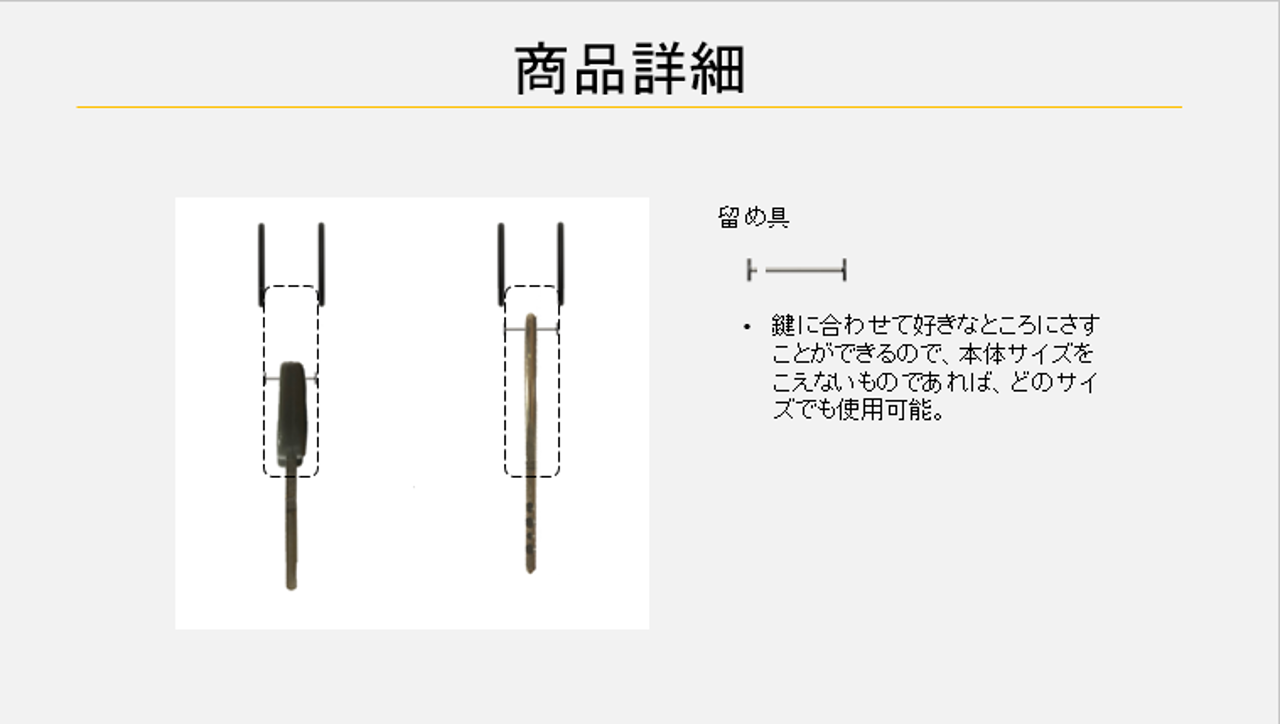 商品詳細
留め具
• 鍵に合わせて好きなところにさす
ことができるので、本体サイズを
こえないものであれば、どのサイ
ズでも使用可能。